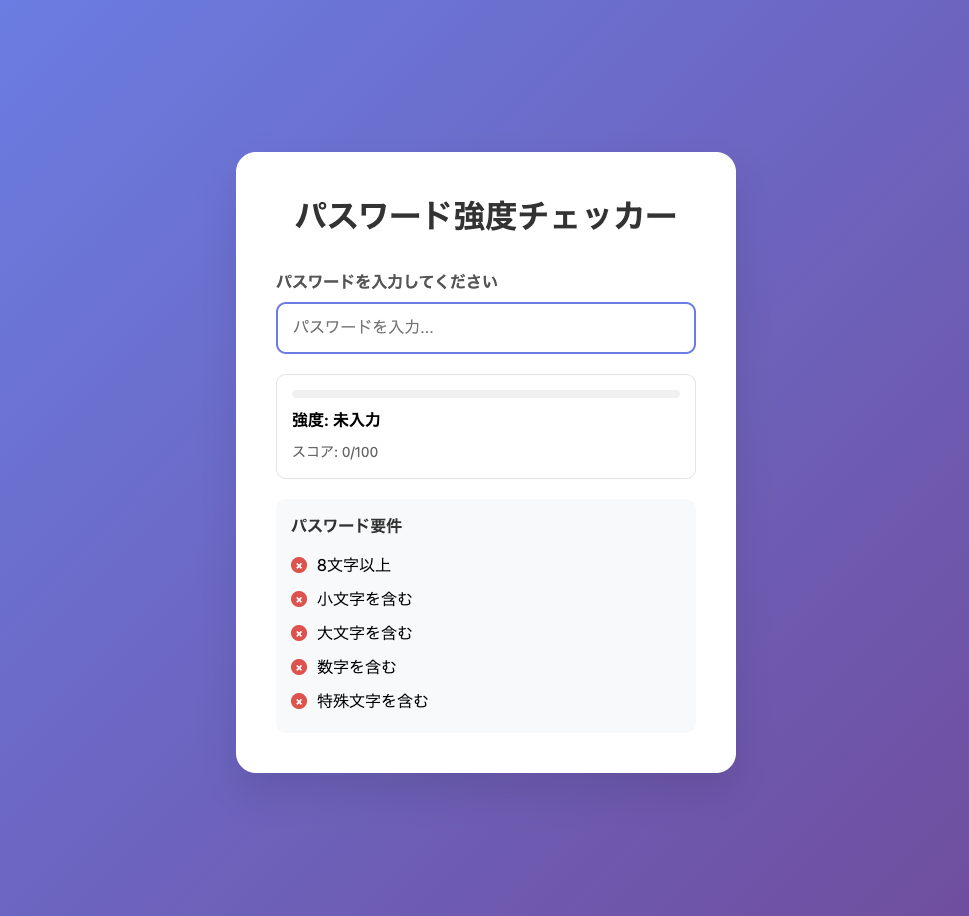 パスワード強度チェッカー
パスワードを入力してください
パスワードを入力...
強度: 未入力
スコア: 0/100
パスワード要件
8文字以上
小文字を含む
大文字を含む
数字を含む
特殊文字を含む